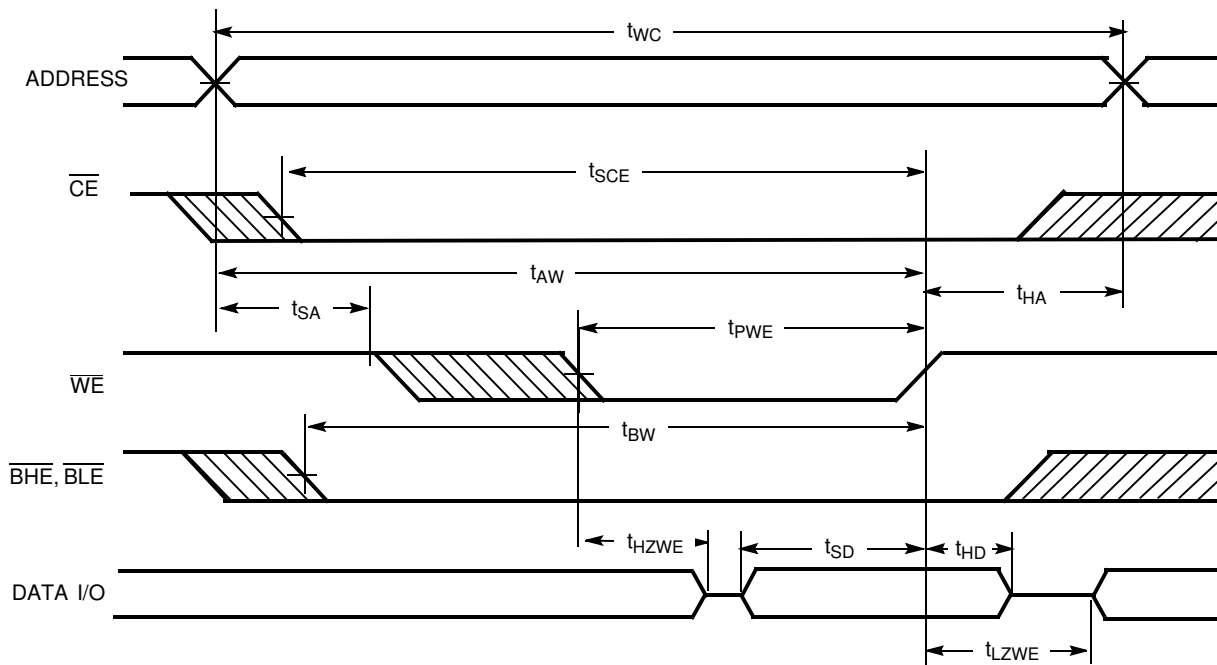 tWC
ADDRESS
CE
tSCE
tAW
tSA
tHA
tPWE
WE
tBW
BHE, BLE
tHZWE
tSD
tHD
DATA I/O
tLZWE